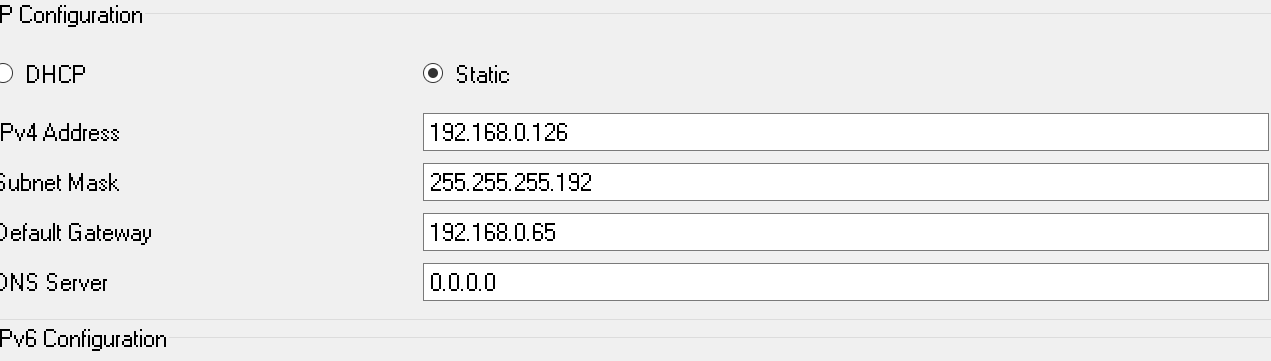 P Configuration
DHCP Static
Pv4 Address 192.168.0.126
Subnet Mask 255.255.255.192
Default Gateway 192.168.0.65
DNS Server 0.0.0.0
Pv6 Configuration